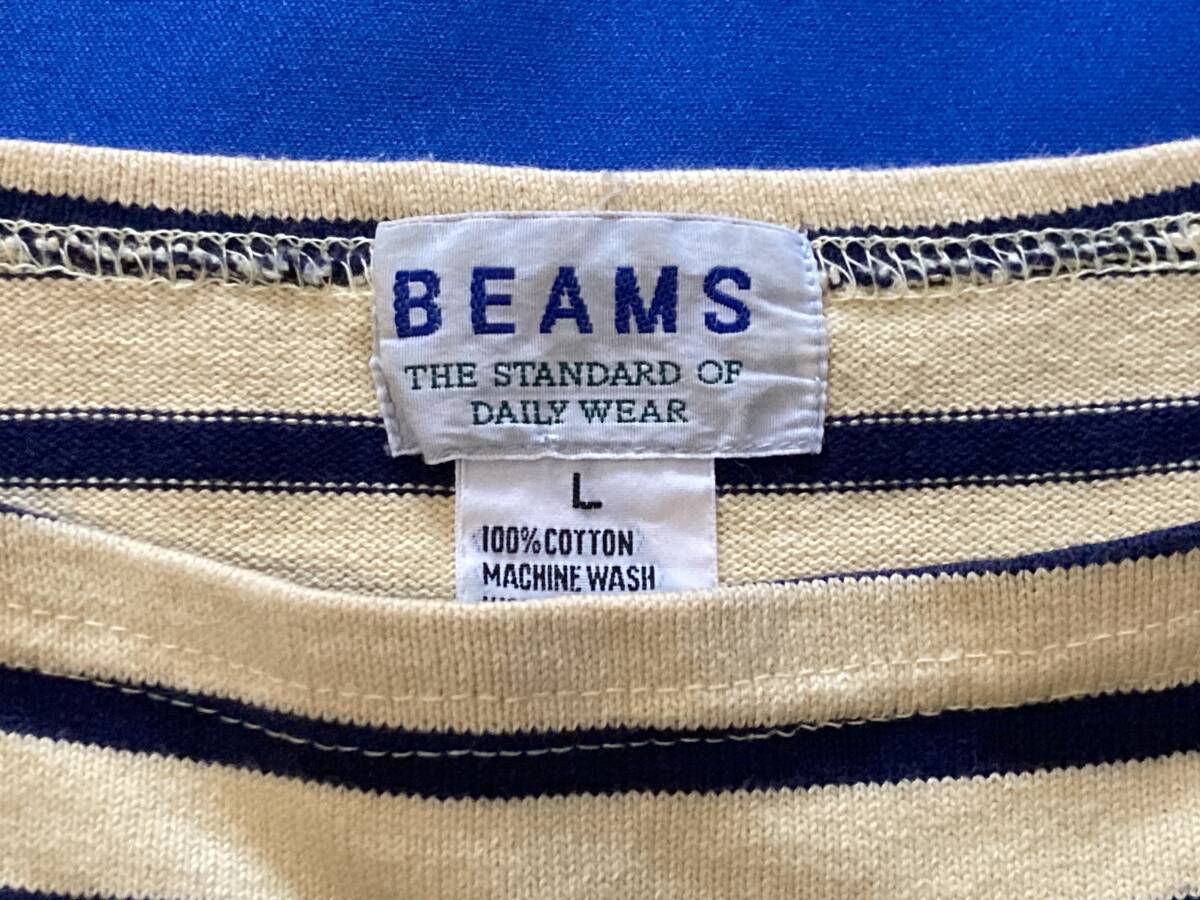 BEAMS
THE STANDARD OF
DAILY WEAR
L
100% COTTON
MACHINE WASH